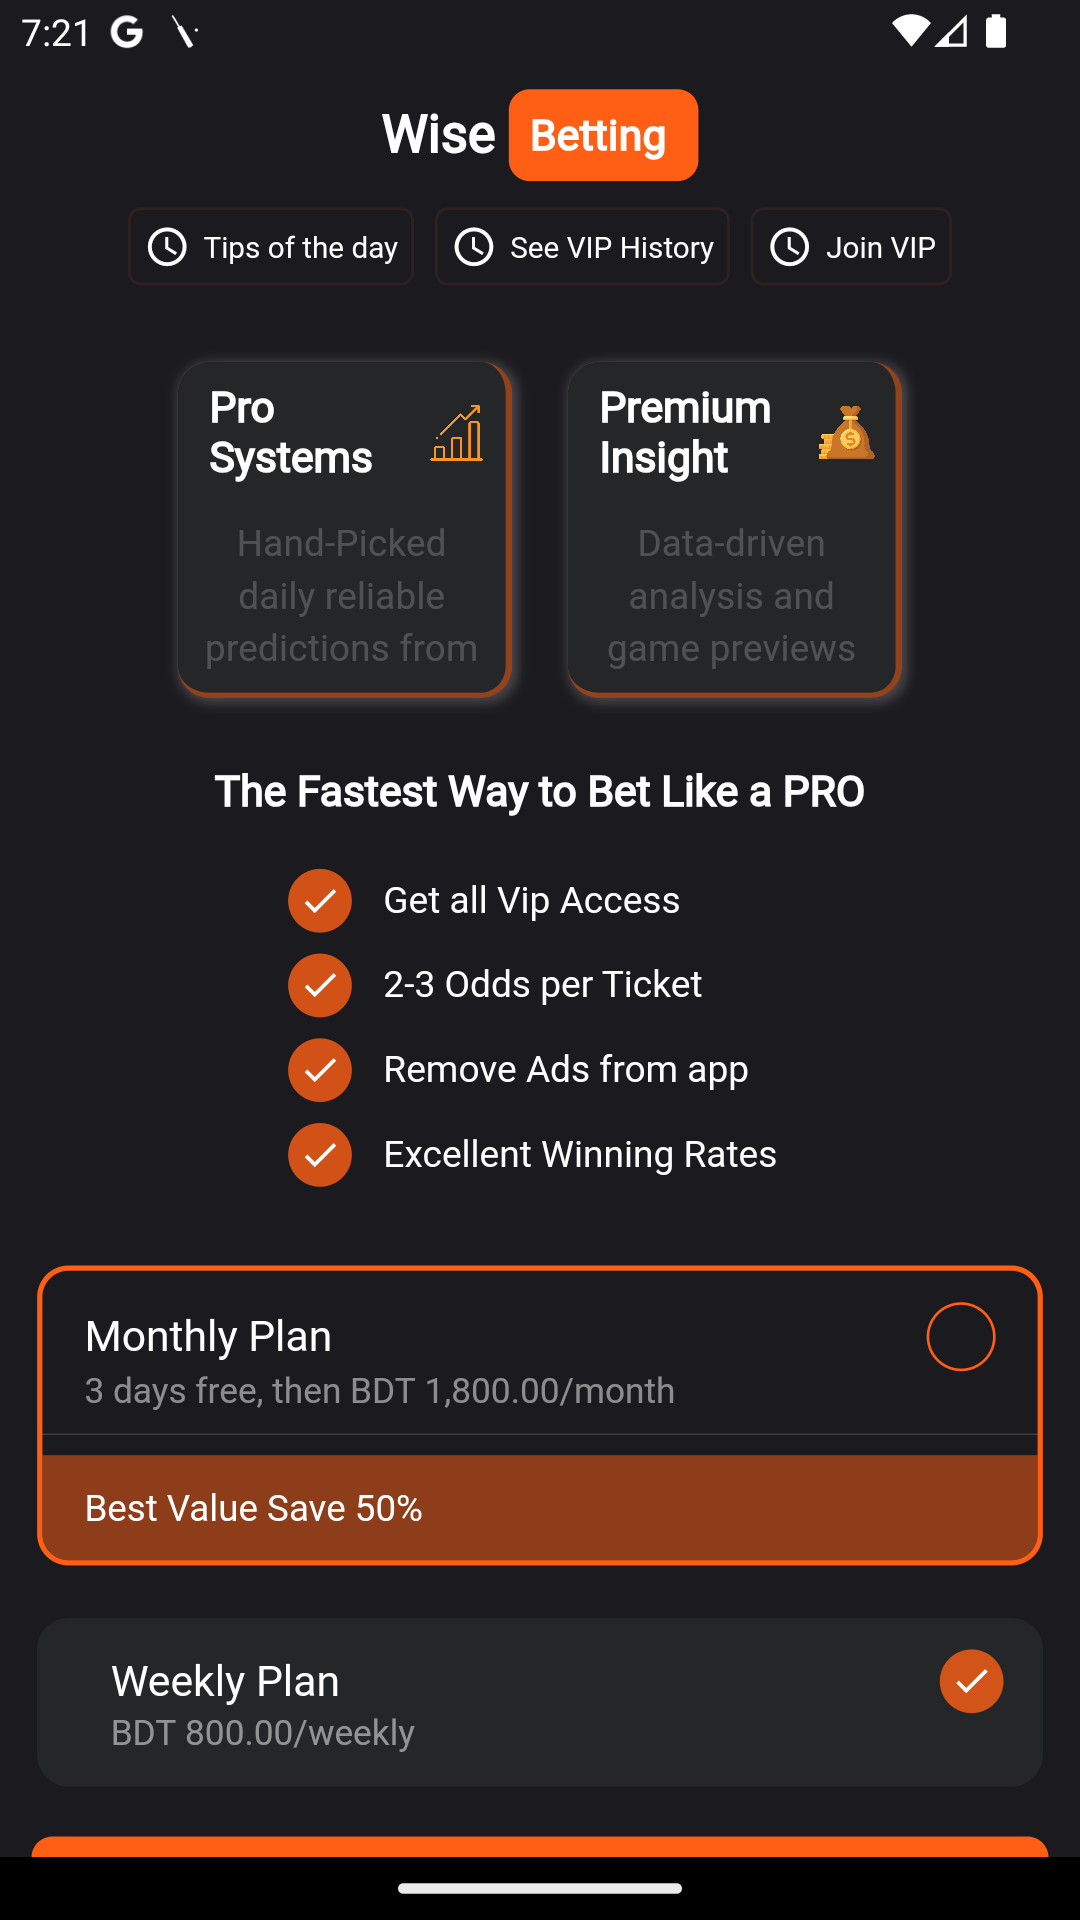 7:21
Wise Betting
Tips of the day
See VIP History
Join VIP
Pro
Systems
Hand-Picked
daily reliable
predictions from
Premium
Insight
Data-driven
analysis and
game previews
The Fastest Way to Bet Like a PRO
Get all Vip Access
2-3 Odds per Ticket
Remove Ads from app
Excellent Winning Rates
Monthly Plan
3 days free, then BDT 1,800.00/month
Best Value Save 50%
Weekly Plan
BDT 800.00/weekly